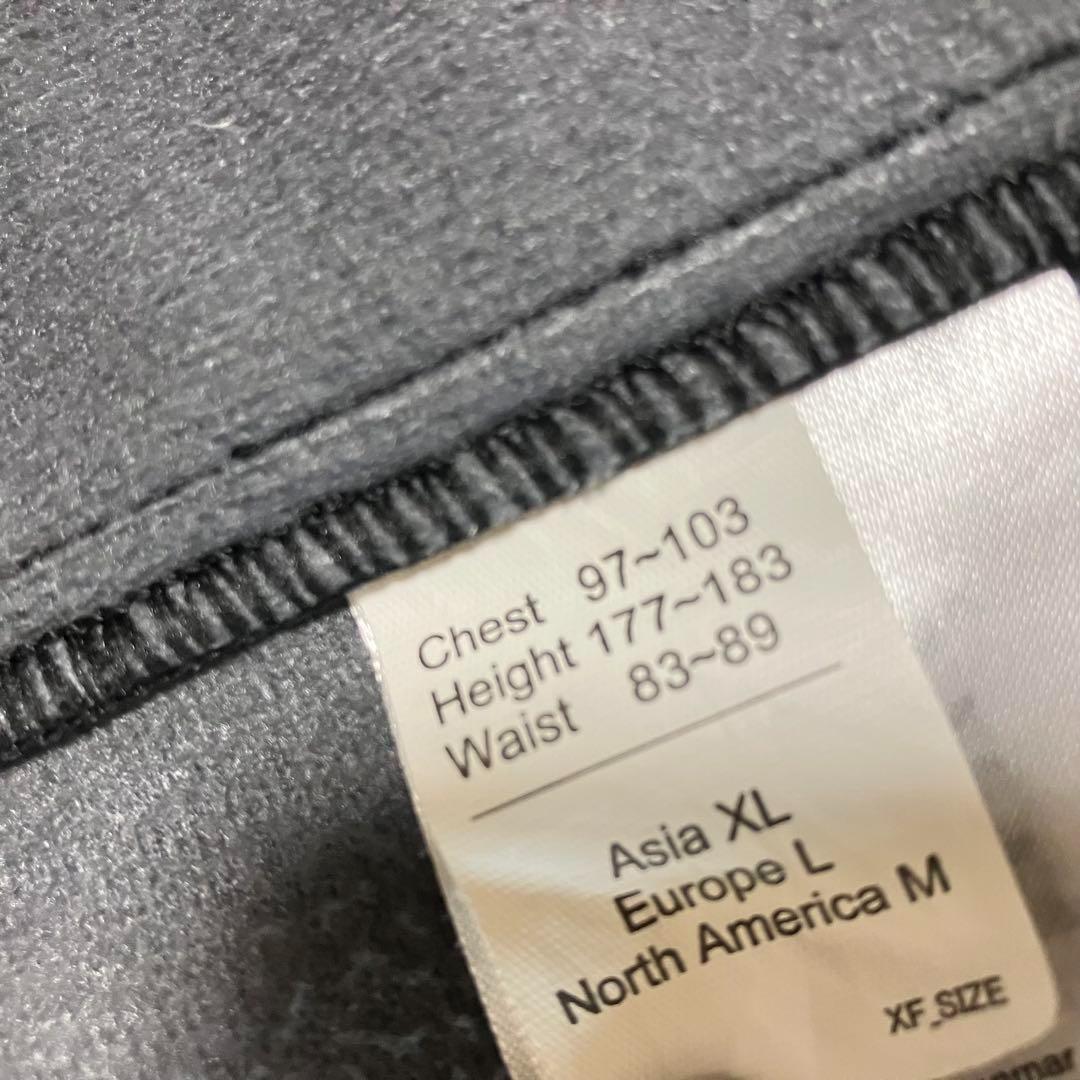 Chest 97~103
Height 177~183
Waist 83~89
Asia XL
Europe L
North America M
XF_SIZE